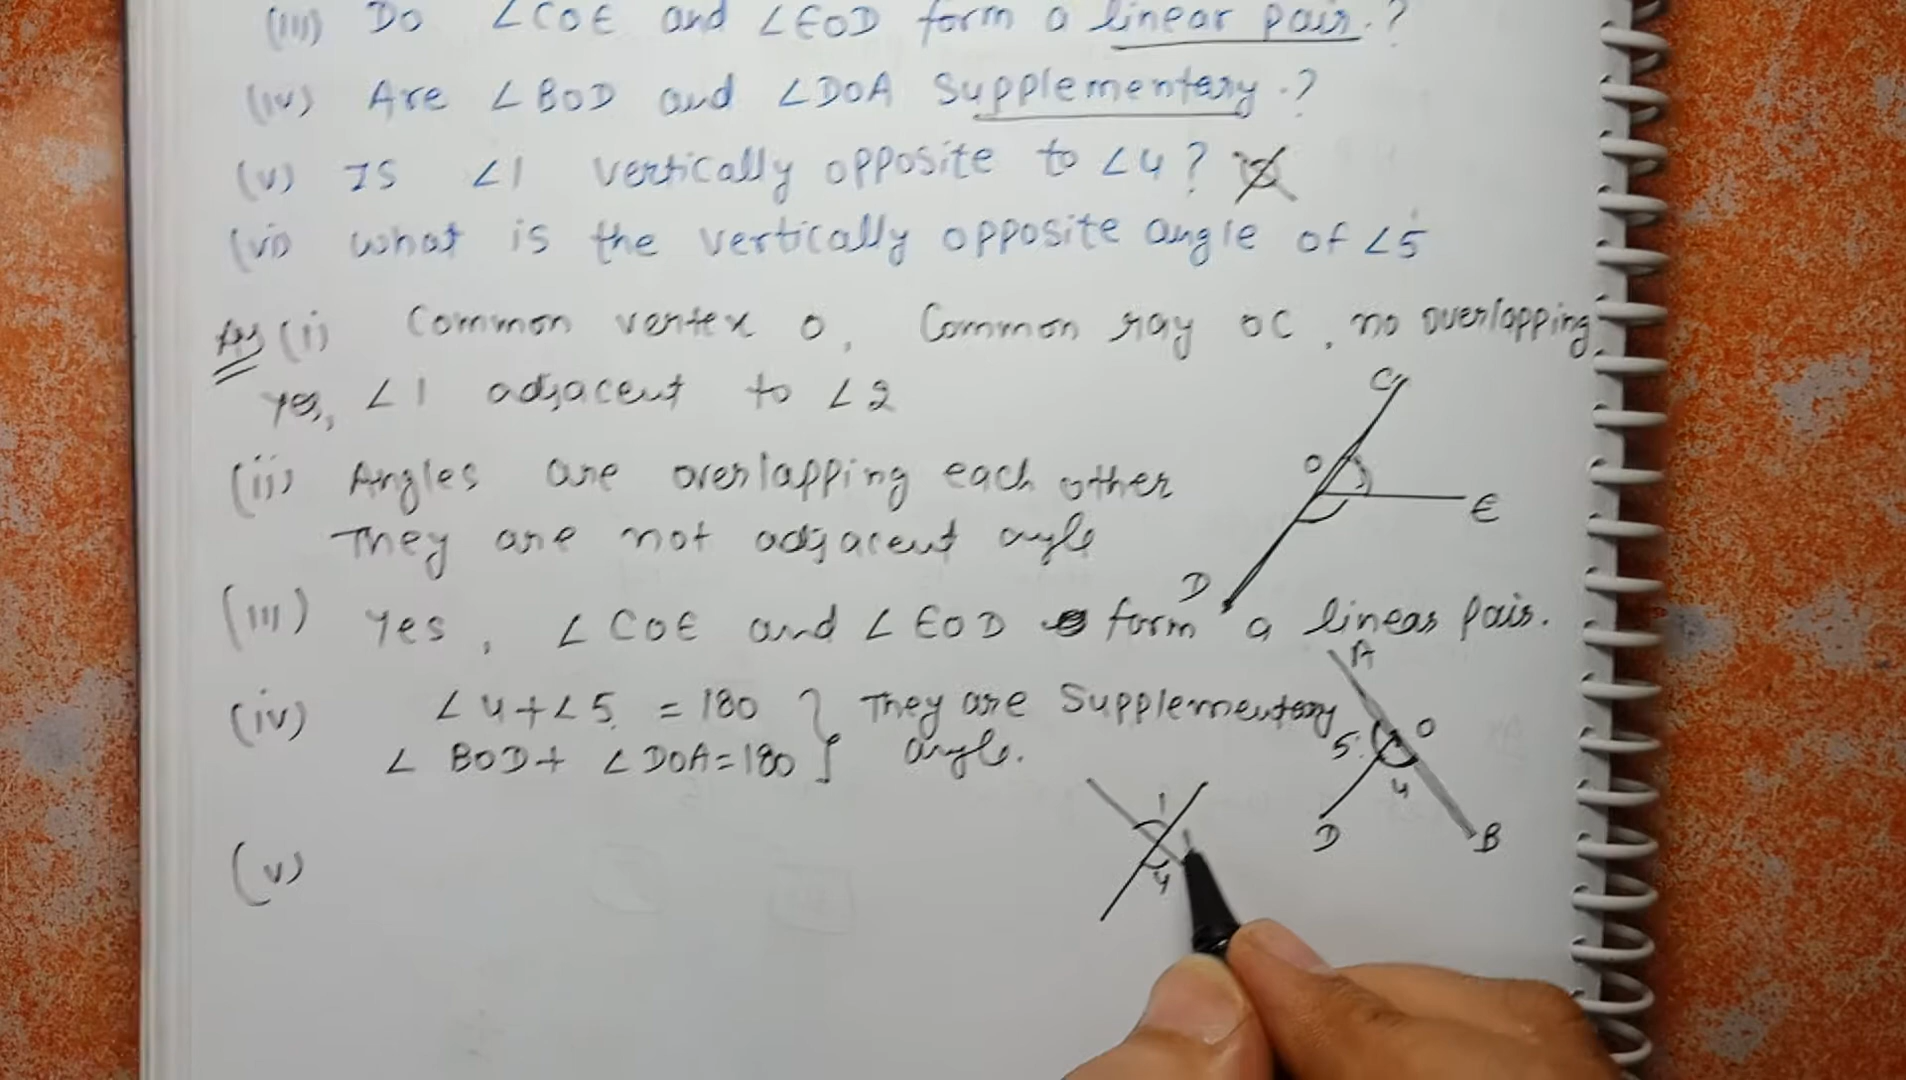 (iii) Do ∠COE and ∠EOD form a linear pair.?
(iv) Are ∠BOD and ∠DOA Supplementary.?
(v) Is ∠1 vertically opposite to ∠4?
(vi) what is the vertically opposite angle of ∠5
Ans (i) Common vertex O, Common ray OC, no overlapping
Yes, ∠1 adjacent to ∠2
(ii) Angles are overlapping each other
They are not adjacent angle
(iii) Yes, ∠COE and ∠EOD form a linear pair.
(iv) ∠4+∠5 = 180 } They are Supplementary
∠BOD+ ∠DOA=180 } angle.
(v)
C
O
E
D
A
O
5
4
D
B
1
4